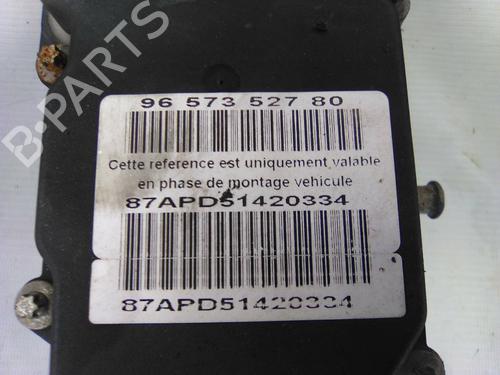 B-PARTS
96 573 527 80
Cette reference est uniquement valable
en phase de montage vehicule
87APD51420334
87APD51420334